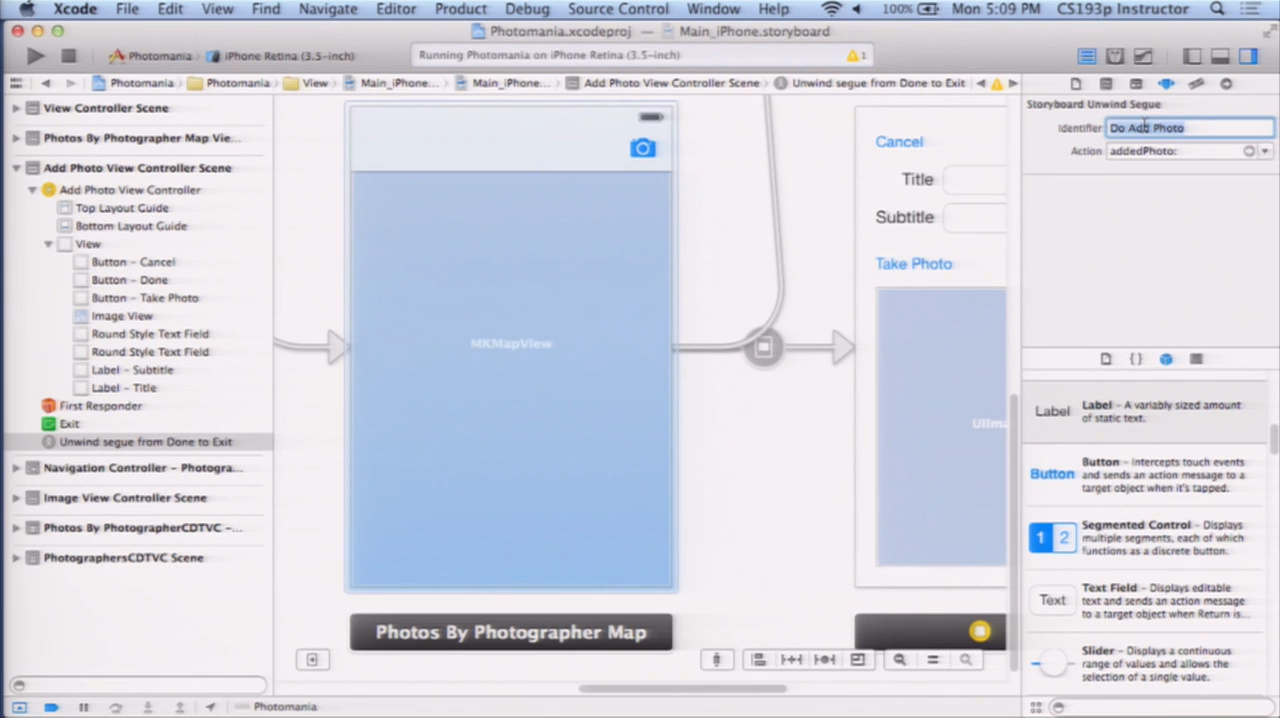 Xcode File Edit View Find Navigate Editor Product Debug Source Control Window Help 100% Mon 5:09 PM CS193p Instructor
Photomania.xcodeproj — Main_iPhone.storyboard
Photomania iPhone Retina (3.5-inch) Running Photomania on iPhone Retina (3.5-inch) 1
Photomania Photomania View Main_iPhone... Main_iPhone... Add Photo View Controller Scene Unwind segue from Done to Exit
View Controller Scene
Photos By Photographer Map Vie...
Add Photo View Controller Scene
Add Photo View Controller
Top Layout Guide
Bottom Layout Guide
View
Button – Cancel
Button – Done
Button – Take Photo
Image View
Round Style Text Field
Round Style Text Field
Label – Subtitle
Label – Title
First Responder
Exit
Unwind segue from Done to Exit
Navigation Controller – Photogra...
Image View Controller Scene
Photos By PhotographerCDTVC –...
PhotographersCDTVC Scene
MKMapView
Photos By Photographer Map
Cancel
Title
Subtitle
Take Photo
UIIma
Storyboard Unwind Segue
Identifier Do Add Photo
Action addedPhoto:
Label
Label – A variably sized amount
of static text.
Button
Button – Intercepts touch events
and sends an action message to a
target object when it's tapped.
1 2
Segmented Control – Displays
multiple segments, each of which
functions as a discrete button.
Text
Text Field – Displays editable
text and sends an action message
to a target object when Return is...
Slider – Displays a continuous
range of values and allows the
selection of a single value.
Photomania